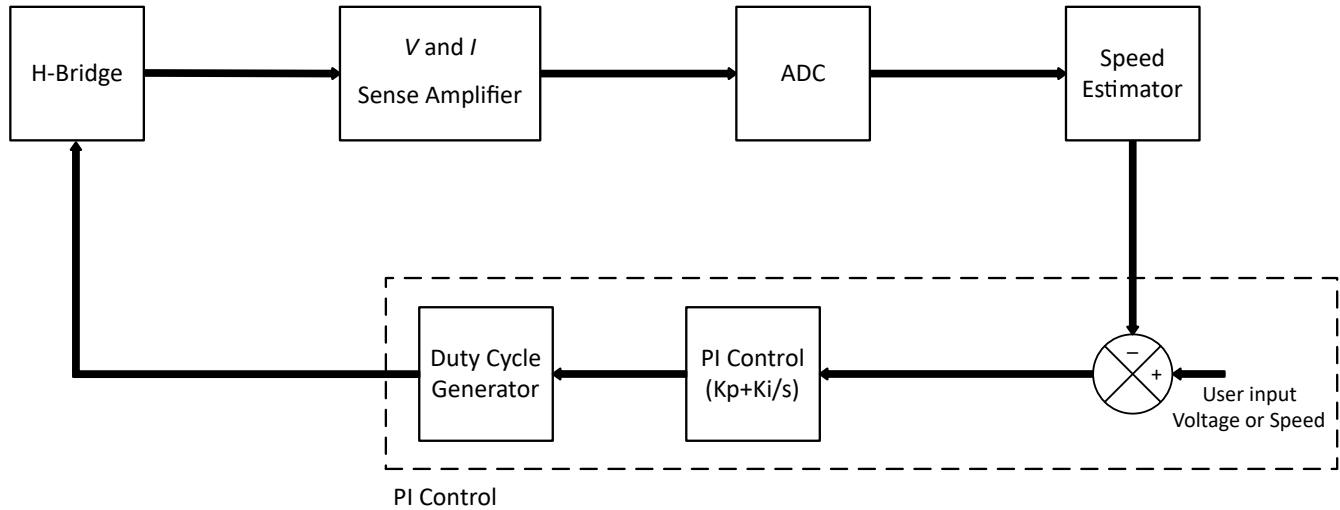 H-Bridge
V and I
Sense Amplifier
ADC
Speed
Estimator
Duty Cycle
Generator
PI Control
(Kp+Ki/s)
−
+
User input
Voltage or Speed
PI Control